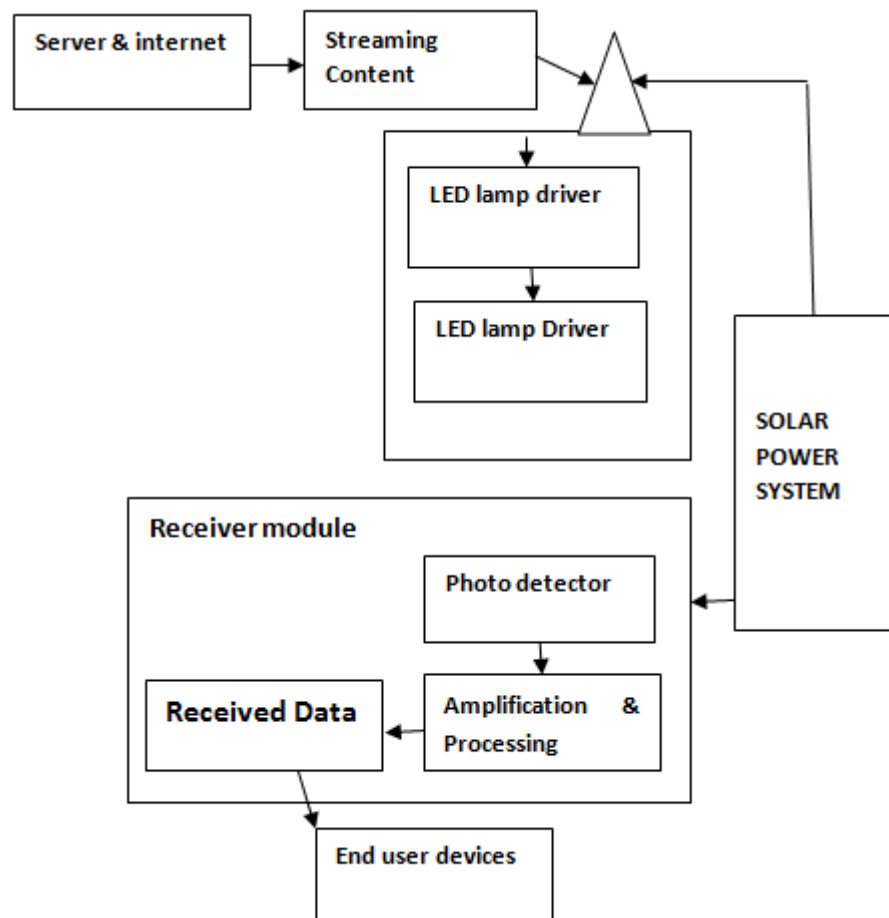 Server & internet
Streaming
Content
LED lamp driver
LED lamp Driver
SOLAR
POWER
SYSTEM
Receiver module
Photo detector
Amplification &
Processing
Received Data
End user devices